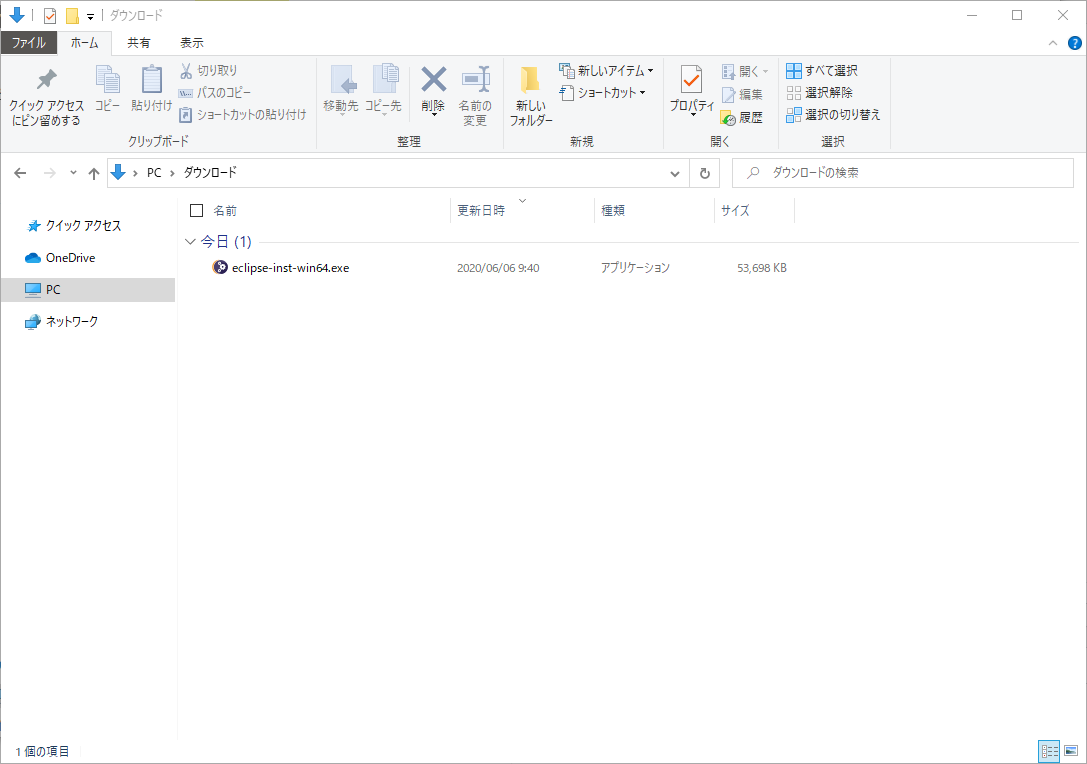 ダウンロード
ファイル ホーム 共有 表示
クイック アクセス
にピン留めする
コピー
貼り付け
切り取り
パスのコピー
ショートカットの貼り付け
クリップボード
移動先
コピー先
削除
名前の
変更
整理
新しい
フォルダー
新しいアイテム
ショートカット
新規
プロパティ
開く
編集
履歴
開く
すべて選択
選択解除
選択の切り替え
選択
PC ダウンロード
ダウンロードの検索
クイック アクセス
OneDrive
PC
ネットワーク
名前 更新日時 種類 サイズ
今日 (1)
eclipse-inst-win64.exe 2020/06/06 9:40 アプリケーション 53,698 KB
1 個の項目